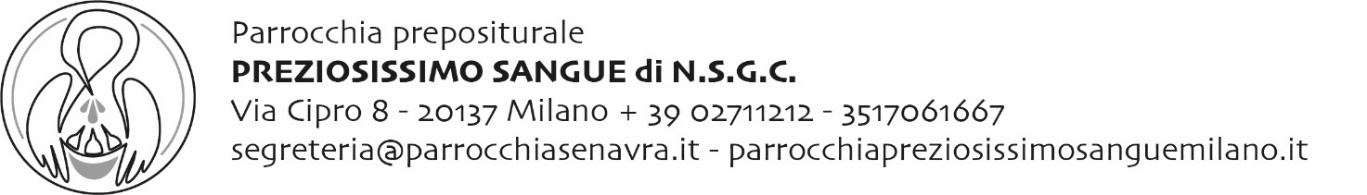 Parrocchia prepositurale
PREZIOSISSIMO SANGUE di N.S.G.C.
Via Cipro 8 - 20137 Milano + 39 02711212 - 3517061667
segreteria@parrocchiasenavra.it - parrocchiapreziosissimosanguemilano.it